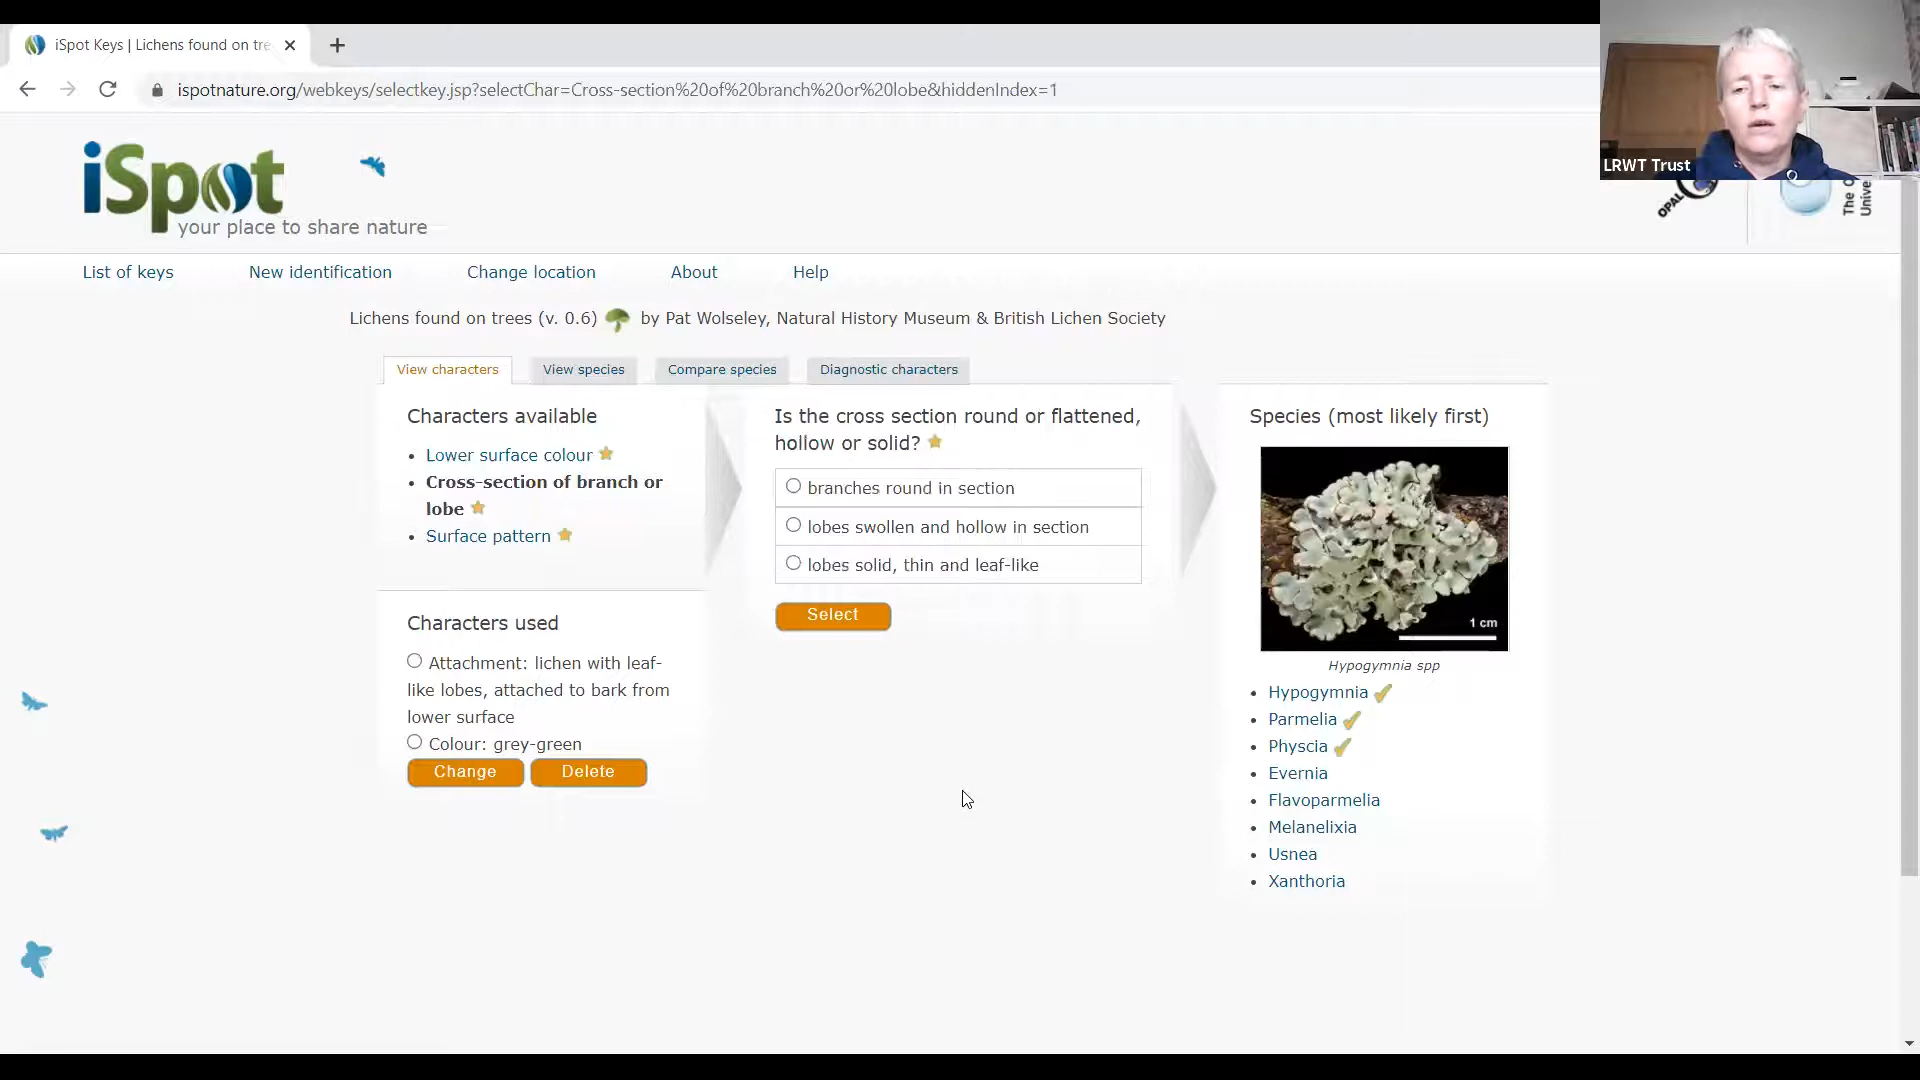 iSpot Keys | Lichens found on tre
ispotnature.org/webkeys/selectkey.jsp?selectChar=Cross-section%20of%20branch%20or%20lobe&hiddenIndex=1
LRWT Trust
iSpot
your place to share nature
OPAL
The O
Unive
List of keys New identification Change location About Help
Lichens found on trees (v. 0.6) by Pat Wolseley, Natural History Museum & British Lichen Society
View characters View species Compare species Diagnostic characters
Characters available
Lower surface colour
Cross-section of branch or
lobe
Surface pattern
Characters used
Attachment: lichen with leaf-
like lobes, attached to bark from
lower surface
Colour: grey-green
Change Delete
Is the cross section round or flattened,
hollow or solid?
branches round in section
lobes swollen and hollow in section
lobes solid, thin and leaf-like
Select
Species (most likely first)
1 cm
Hypogymnia spp
Hypogymnia
Parmelia
Physcia
Evernia
Flavoparmelia
Melanelixia
Usnea
Xanthoria